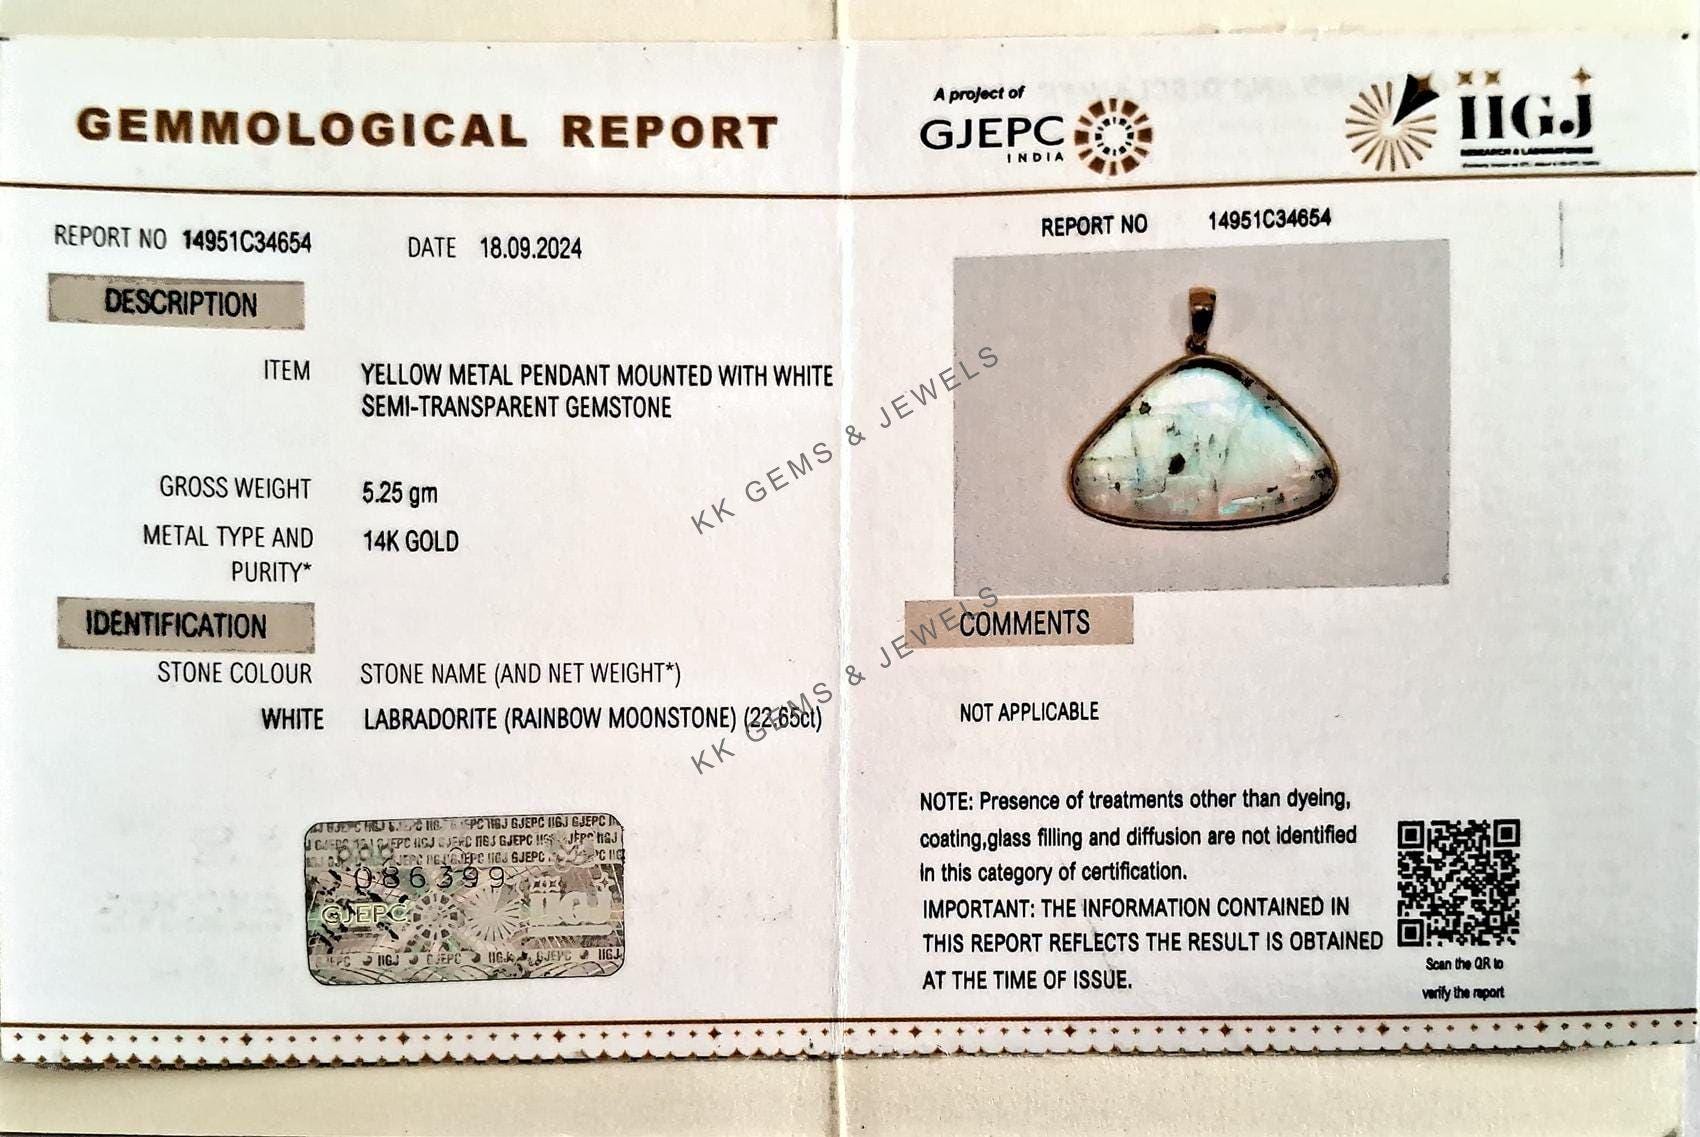 GEMMOLOGICAL REPORT
REPORT NO 14951C34654 DATE 18.09.2024
DESCRIPTION
ITEM YELLOW METAL PENDANT MOUNTED WITH WHITE
SEMI-TRANSPARENT GEMSTONE
GROSS WEIGHT 5.25 gm
METAL TYPE AND 14K GOLD
PURITY*
IDENTIFICATION
STONE COLOUR STONE NAME (AND NET WEIGHT*)
WHITE LABRADORITE (RAINBOW MOONSTONE) (22.65ct)
086399
GJEPC IIGJ
A project of
GJEPC
INDIA
IIGJ
RESEARCH & LABORATORIES
REPORT NO 14951C34654
KK GEMS & JEWELS
KK GEMS & JEWELS
COMMENTS
NOT APPLICABLE
NOTE: Presence of treatments other than dyeing,
coating,glass filling and diffusion are not identified
in this category of certification.
IMPORTANT: THE INFORMATION CONTAINED IN
THIS REPORT REFLECTS THE RESULT IS OBTAINED
AT THE TIME OF ISSUE.
Scan the QR to
verify the report